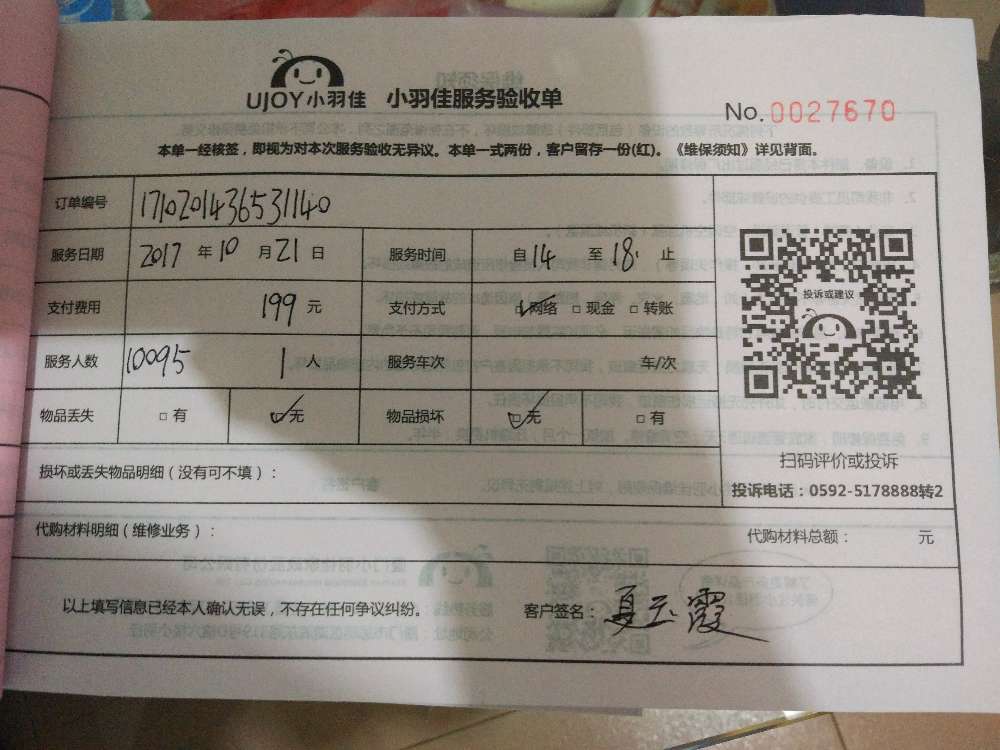 UJOY小羽佳 小羽佳服务验收单
No.0027670
本单一经核签，即视为对本次服务验收无异议。本单一式两份，客户留存一份(红)。《维保须知》详见背面。
订单编号 1710201436531140
服务日期 2017 年 10 月 21 日 服务时间 自 14 至 18 止
支付费用 199 元 支付方式 ☑网络 □现金 □转账
投诉或建议
服务人数 10095 1 人 服务车次 车/次
物品丢失 □有 ☑无 物品损坏 ☑无 □有
扫码评价或投诉
损坏或丢失物品明细（没有可不填）：
投诉电话：0592-5178888转2
代购材料明细（维修业务）： 代购材料总额： 元
以上填写信息已经本人确认无误，不存在任何争议纠纷。 客户签名：夏玉霞